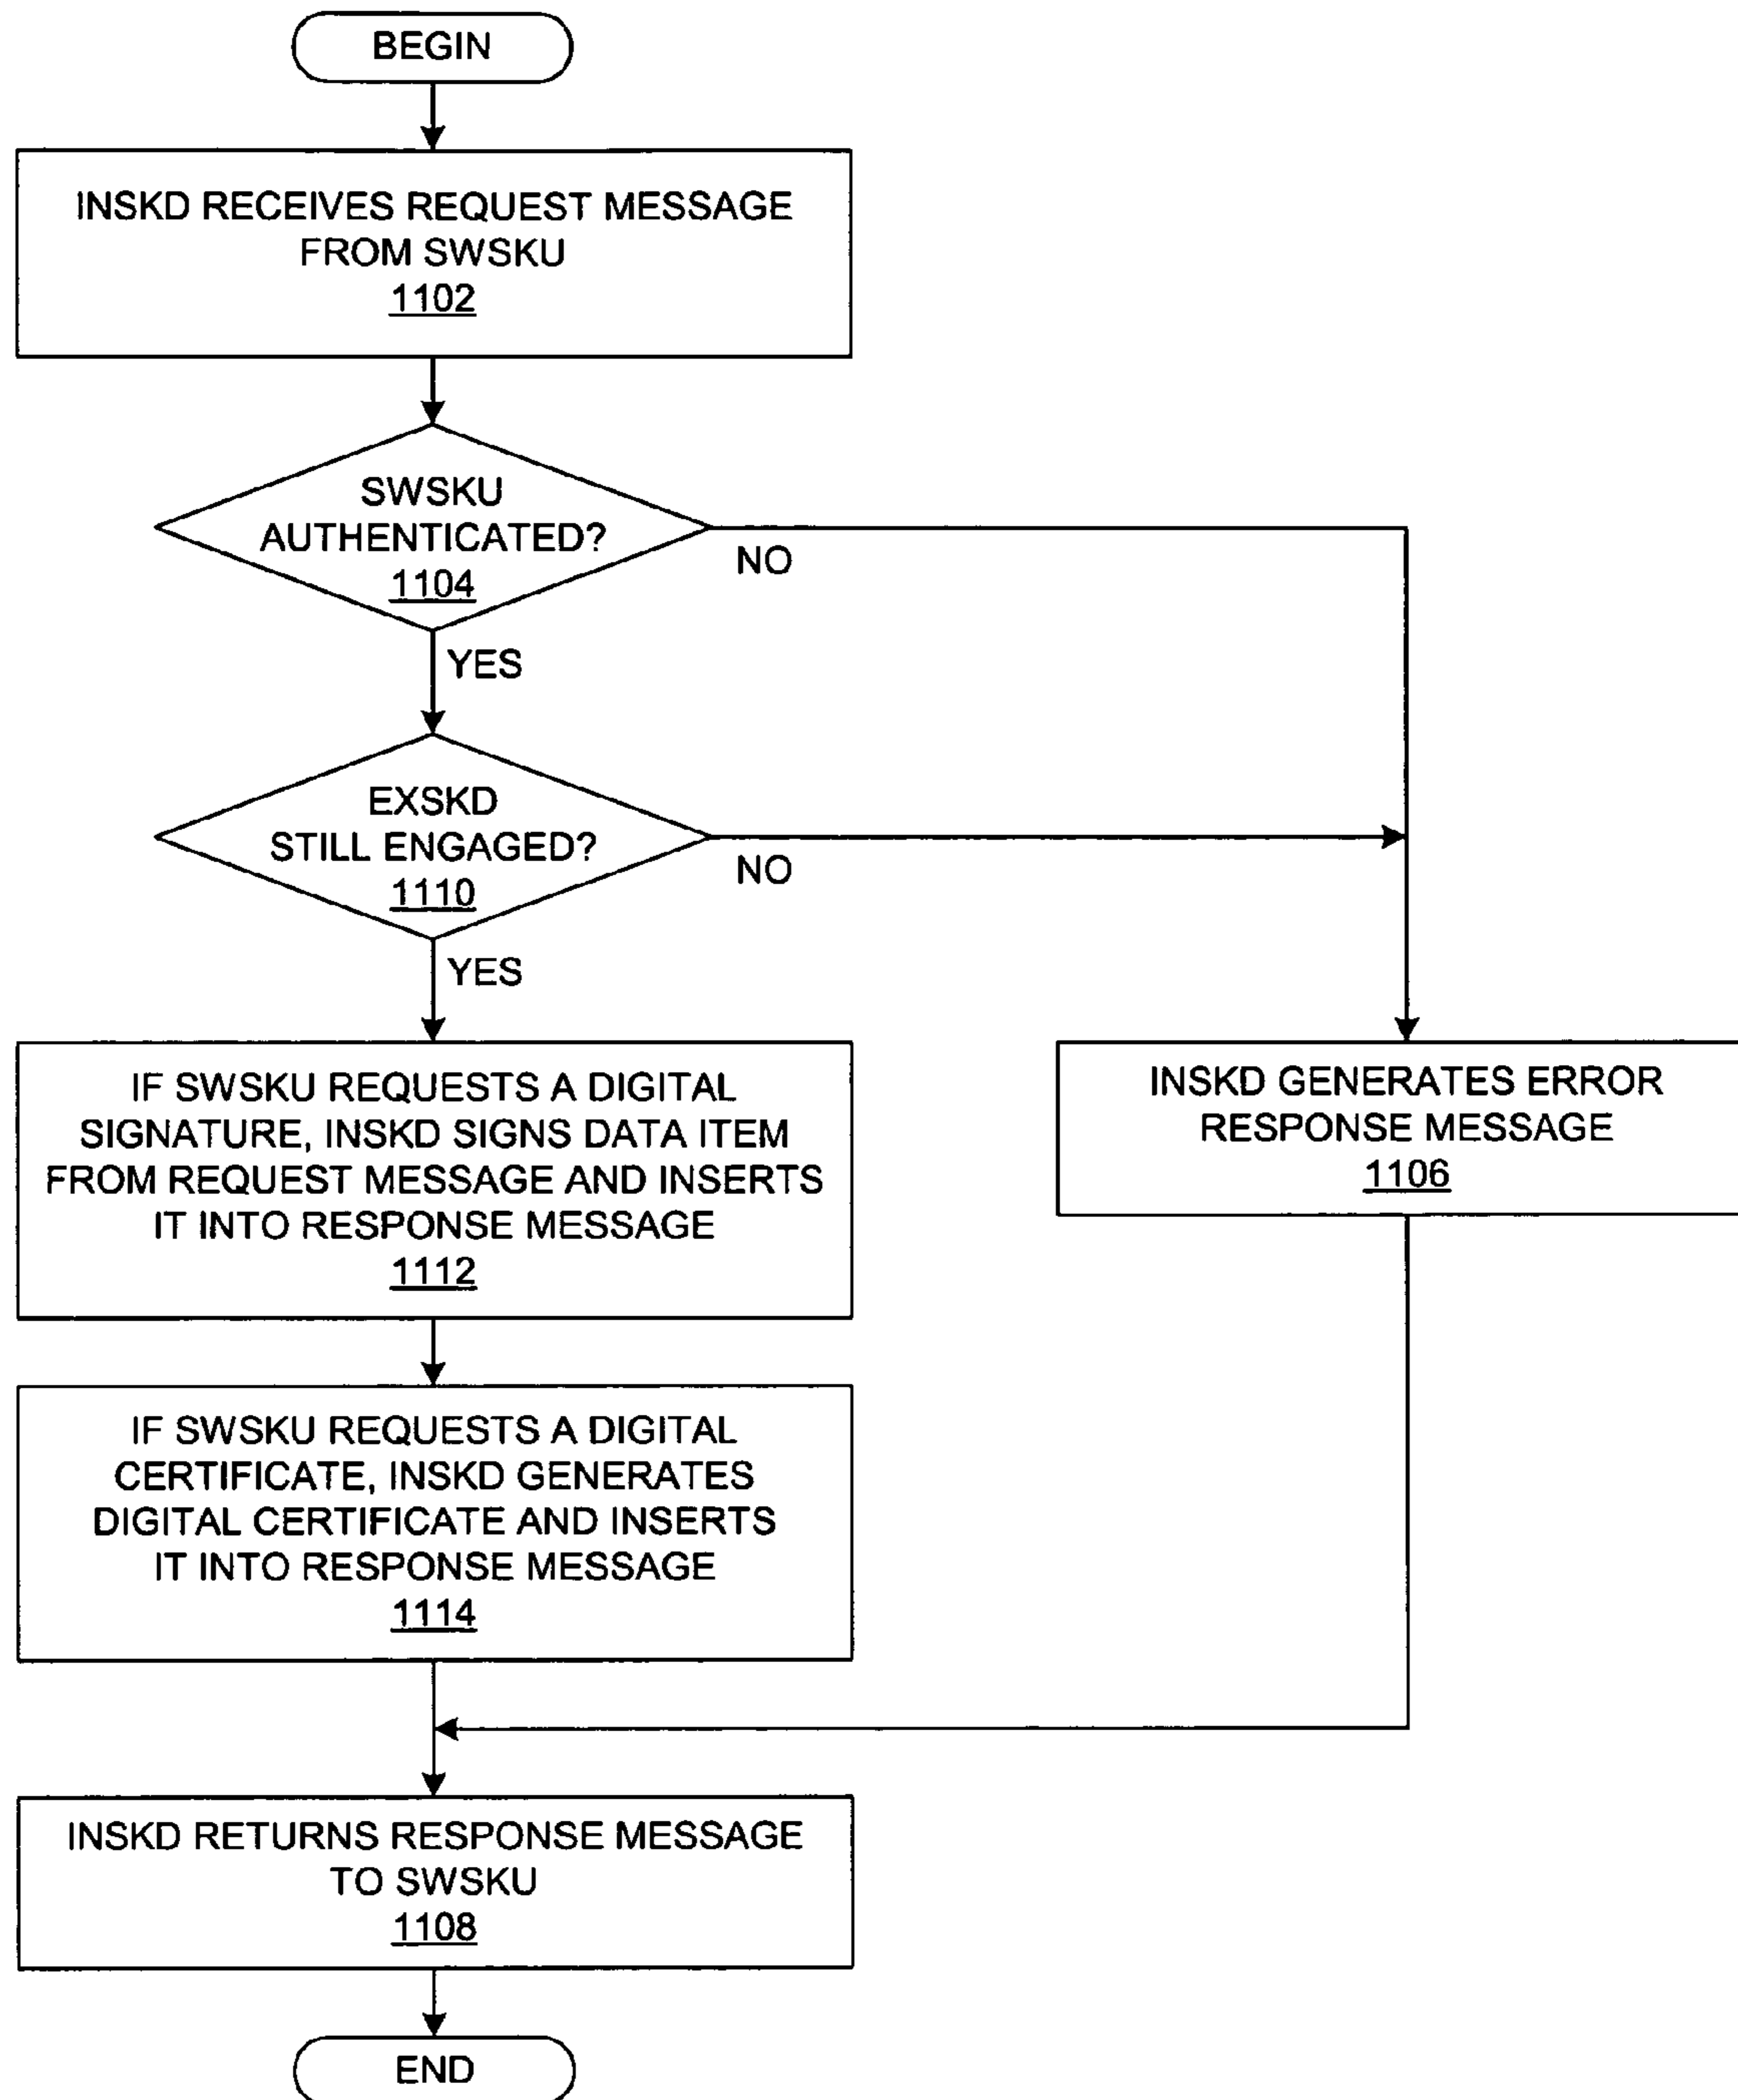 BEGIN
INSKD RECEIVES REQUEST MESSAGE
FROM SWSKU
1102
SWSKU
AUTHENTICATED?
1104
NO
YES
EXSKD
STILL ENGAGED?
1110
NO
YES
IF SWSKU REQUESTS A DIGITAL
SIGNATURE, INSKD SIGNS DATA ITEM
FROM REQUEST MESSAGE AND INSERTS
IT INTO RESPONSE MESSAGE
1112
INSKD GENERATES ERROR
RESPONSE MESSAGE
1106
IF SWSKU REQUESTS A DIGITAL
CERTIFICATE, INSKD GENERATES
DIGITAL CERTIFICATE AND INSERTS
IT INTO RESPONSE MESSAGE
1114
INSKD RETURNS RESPONSE MESSAGE
TO SWSKU
1108
END